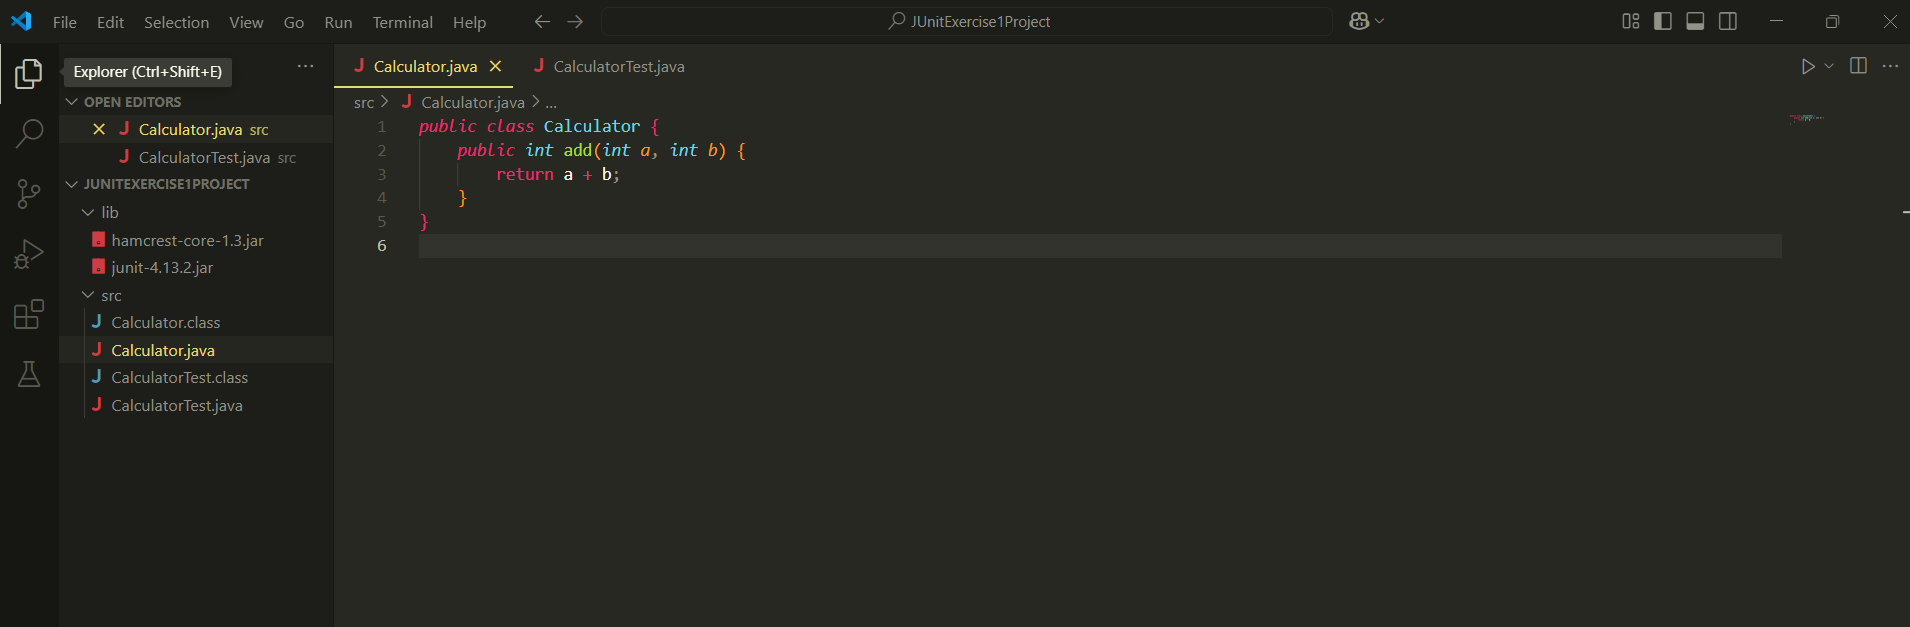 File Edit Selection View Go Run Terminal Help
JUnitExercise1Project
Explorer (Ctrl+Shift+E)
OPEN EDITORS
Calculator.java src
CalculatorTest.java src
JUNITEXERCISE1PROJECT
lib
hamcrest-core-1.3.jar
junit-4.13.2.jar
src
Calculator.class
Calculator.java
CalculatorTest.class
CalculatorTest.java
Calculator.java
CalculatorTest.java
src > Calculator.java > ...
1 public class Calculator {
2     public int add(int a, int b) {
3         return a + b;
4     }
5 }
6